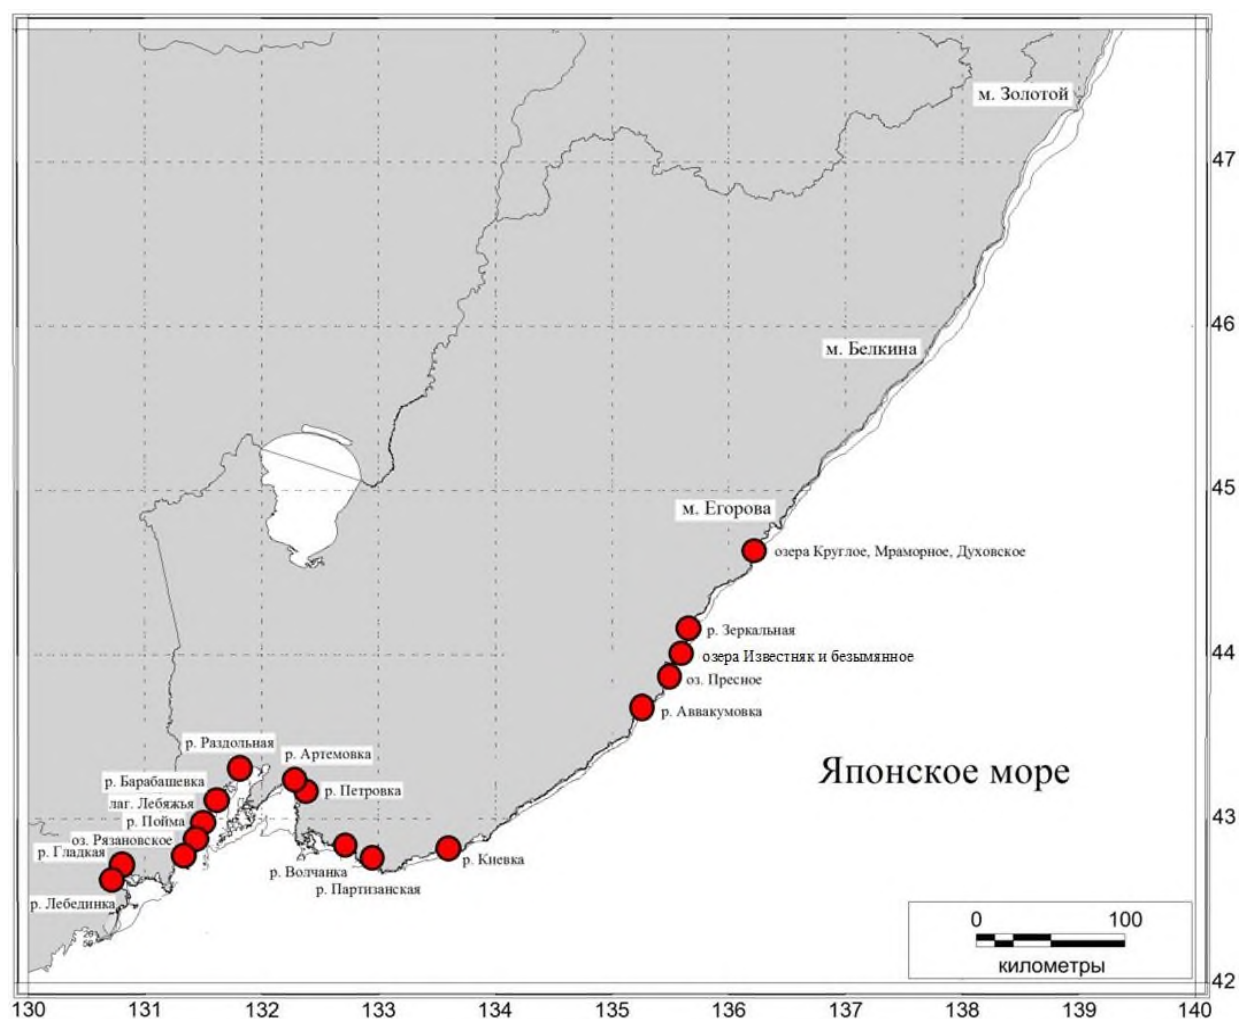 м. Золотой
47
46
м. Белкина
45
м. Егорова
озера Круглое, Мраморное, Духовское
р. Зеркальная
44
озера Известняк и безымянное
оз. Пресное
р. Аввакумовка
р. Раздольная
р. Артемовка
Японское море
р. Барабашевка
р. Петровка
лаг. Лебяжья
р. Пойма
43
оз. Рязановское
р. Гладкая
р. Киевка
р. Волчанка
р. Партизанская
р. Лебединка
0 100
километры
20
50
42
130 131 132 133 134 135 136 137 138 139 140